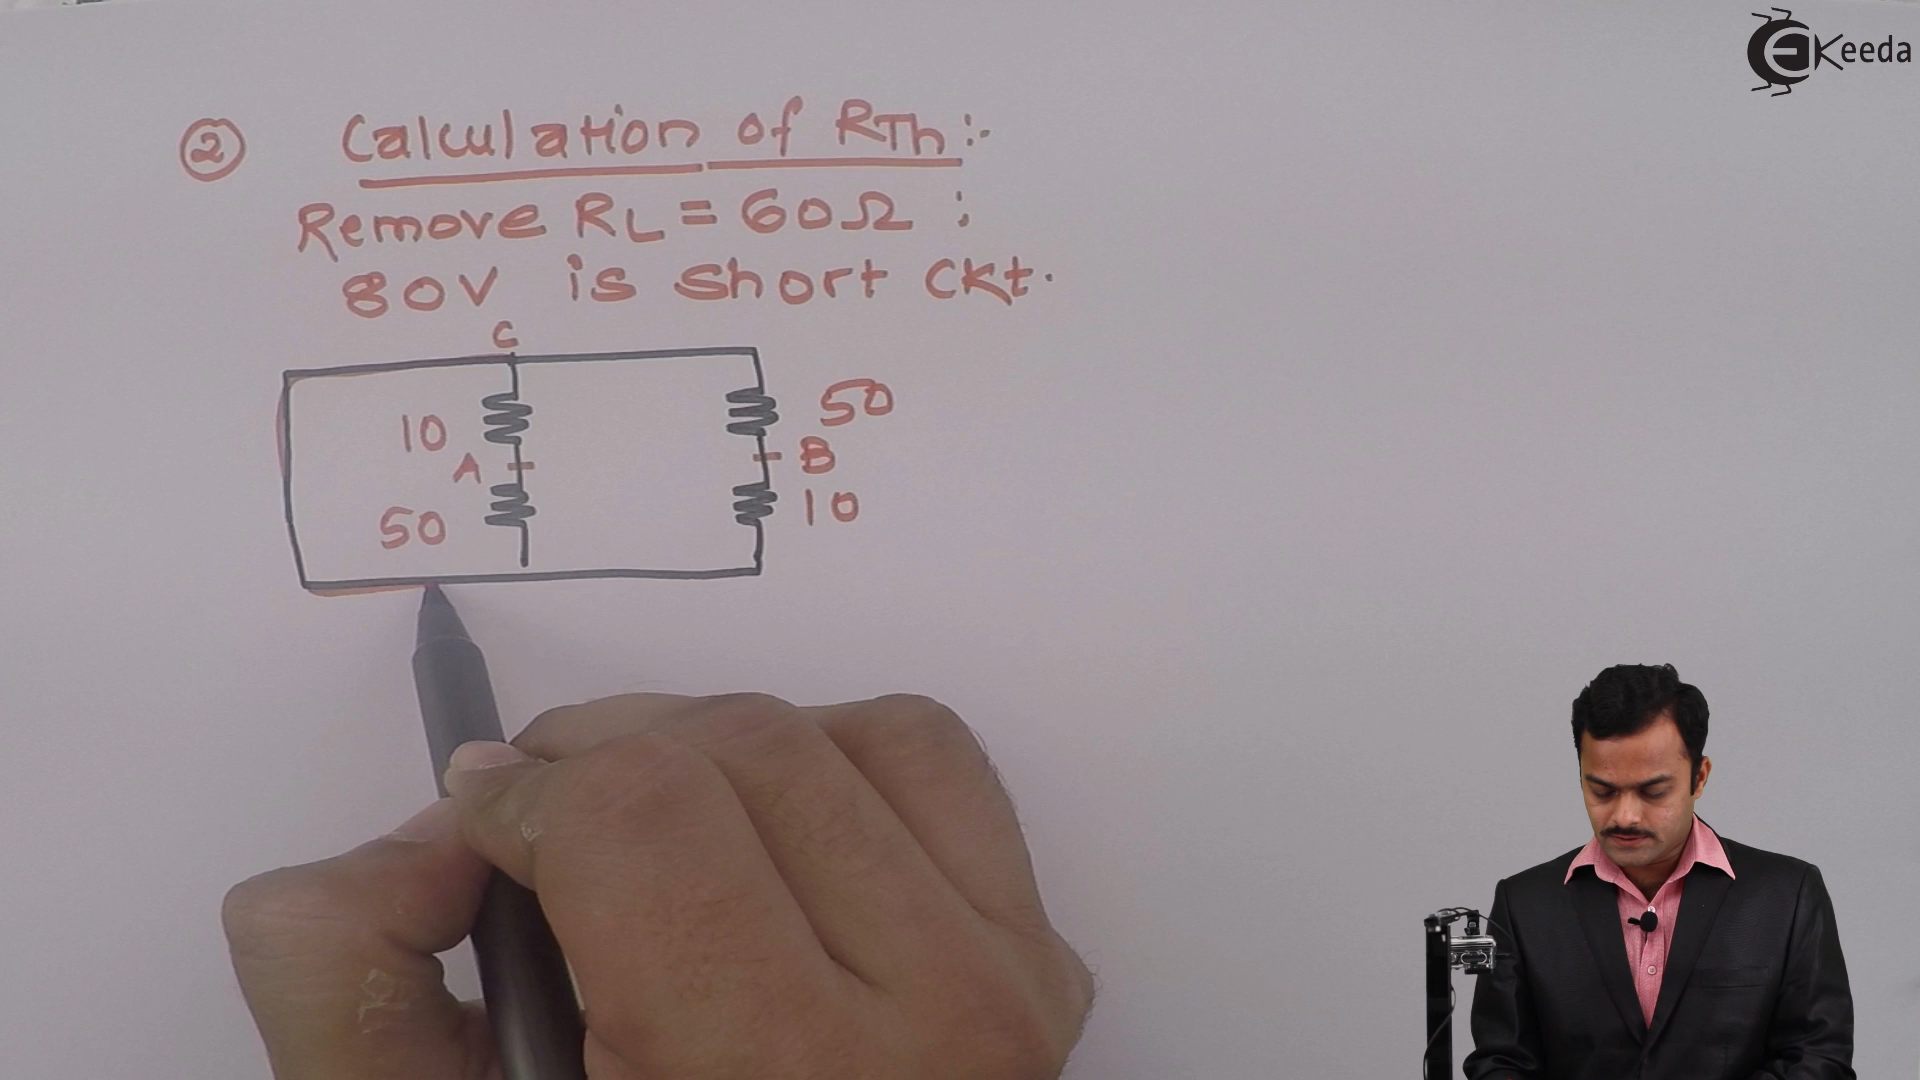 EKeeda
② Calculation of RTh :-
Remove RL = 60Ω :
80V is short ckt.
C
10
50
A
B
50
10